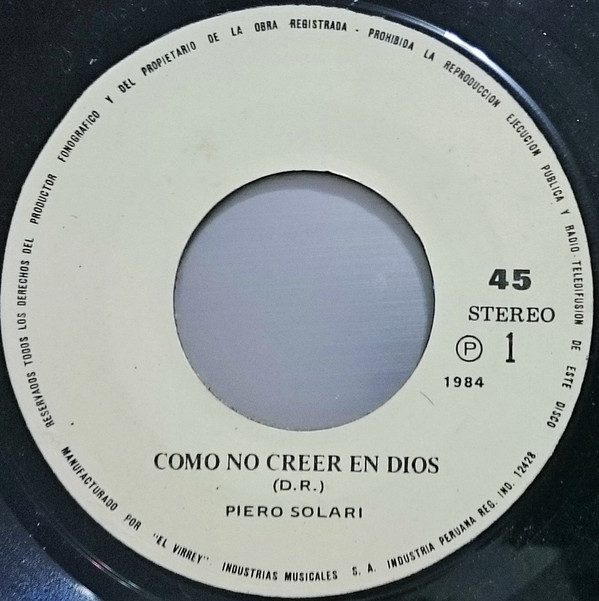 RESERVADOS TODOS LOS DERECHOS DEL PRODUCTOR FONOGRAFICO Y DEL PROPIETARIO DE LA OBRA REGISTRADA - PROHIBIDA LA REPRODUCCION EJECUCION PUBLICA Y RADIO-TELEDIFUSION DE ESTE DISCO
45
STEREO
Ⓟ 1
1984
COMO NO CREER EN DIOS
(D.R.)
PIERO SOLARI
MANUFACTURADO POR "EL VIRREY" INDUSTRIAS MUSICALES S. A. INDUSTRIA PERUANA REG. IND. 12428